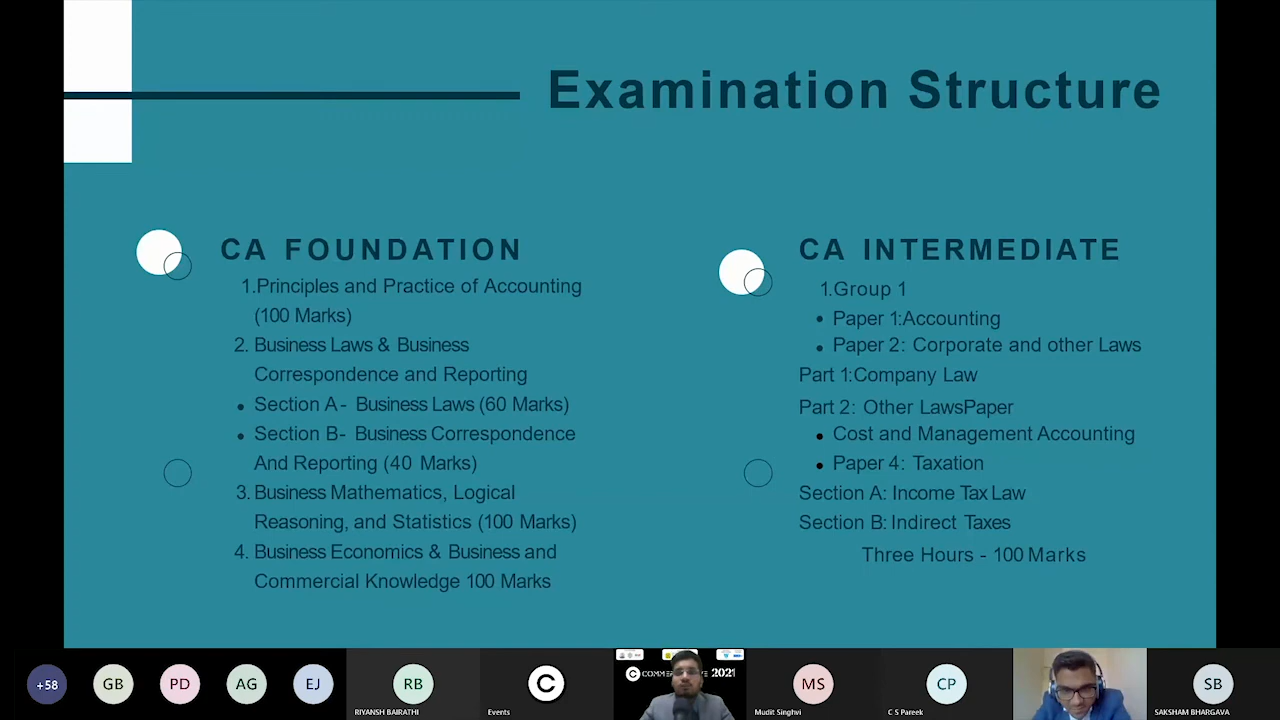 Examination Structure
CA FOUNDATION
1.Principles and Practice of Accounting
(100 Marks)
2. Business Laws & Business
Correspondence and Reporting
• Section A- Business Laws (60 Marks)
• Section B- Business Correspondence
And Reporting (40 Marks)
3. Business Mathematics, Logical
Reasoning, and Statistics (100 Marks)
4. Business Economics & Business and
Commercial Knowledge 100 Marks
CA INTERMEDIATE
1.Group 1
• Paper 1:Accounting
• Paper 2: Corporate and other Laws
Part 1:Company Law
Part 2: Other LawsPaper
• Cost and Management Accounting
• Paper 4: Taxation
Section A: Income Tax Law
Section B: Indirect Taxes
Three Hours - 100 Marks
+58
GB
PD
AG
EJ
RB
RIYANSH BAIRATHI
C
Events
2021
MS
Mudit Singhvi
CP
C S Pareek
SB
SAKSHAM BHARGAVA